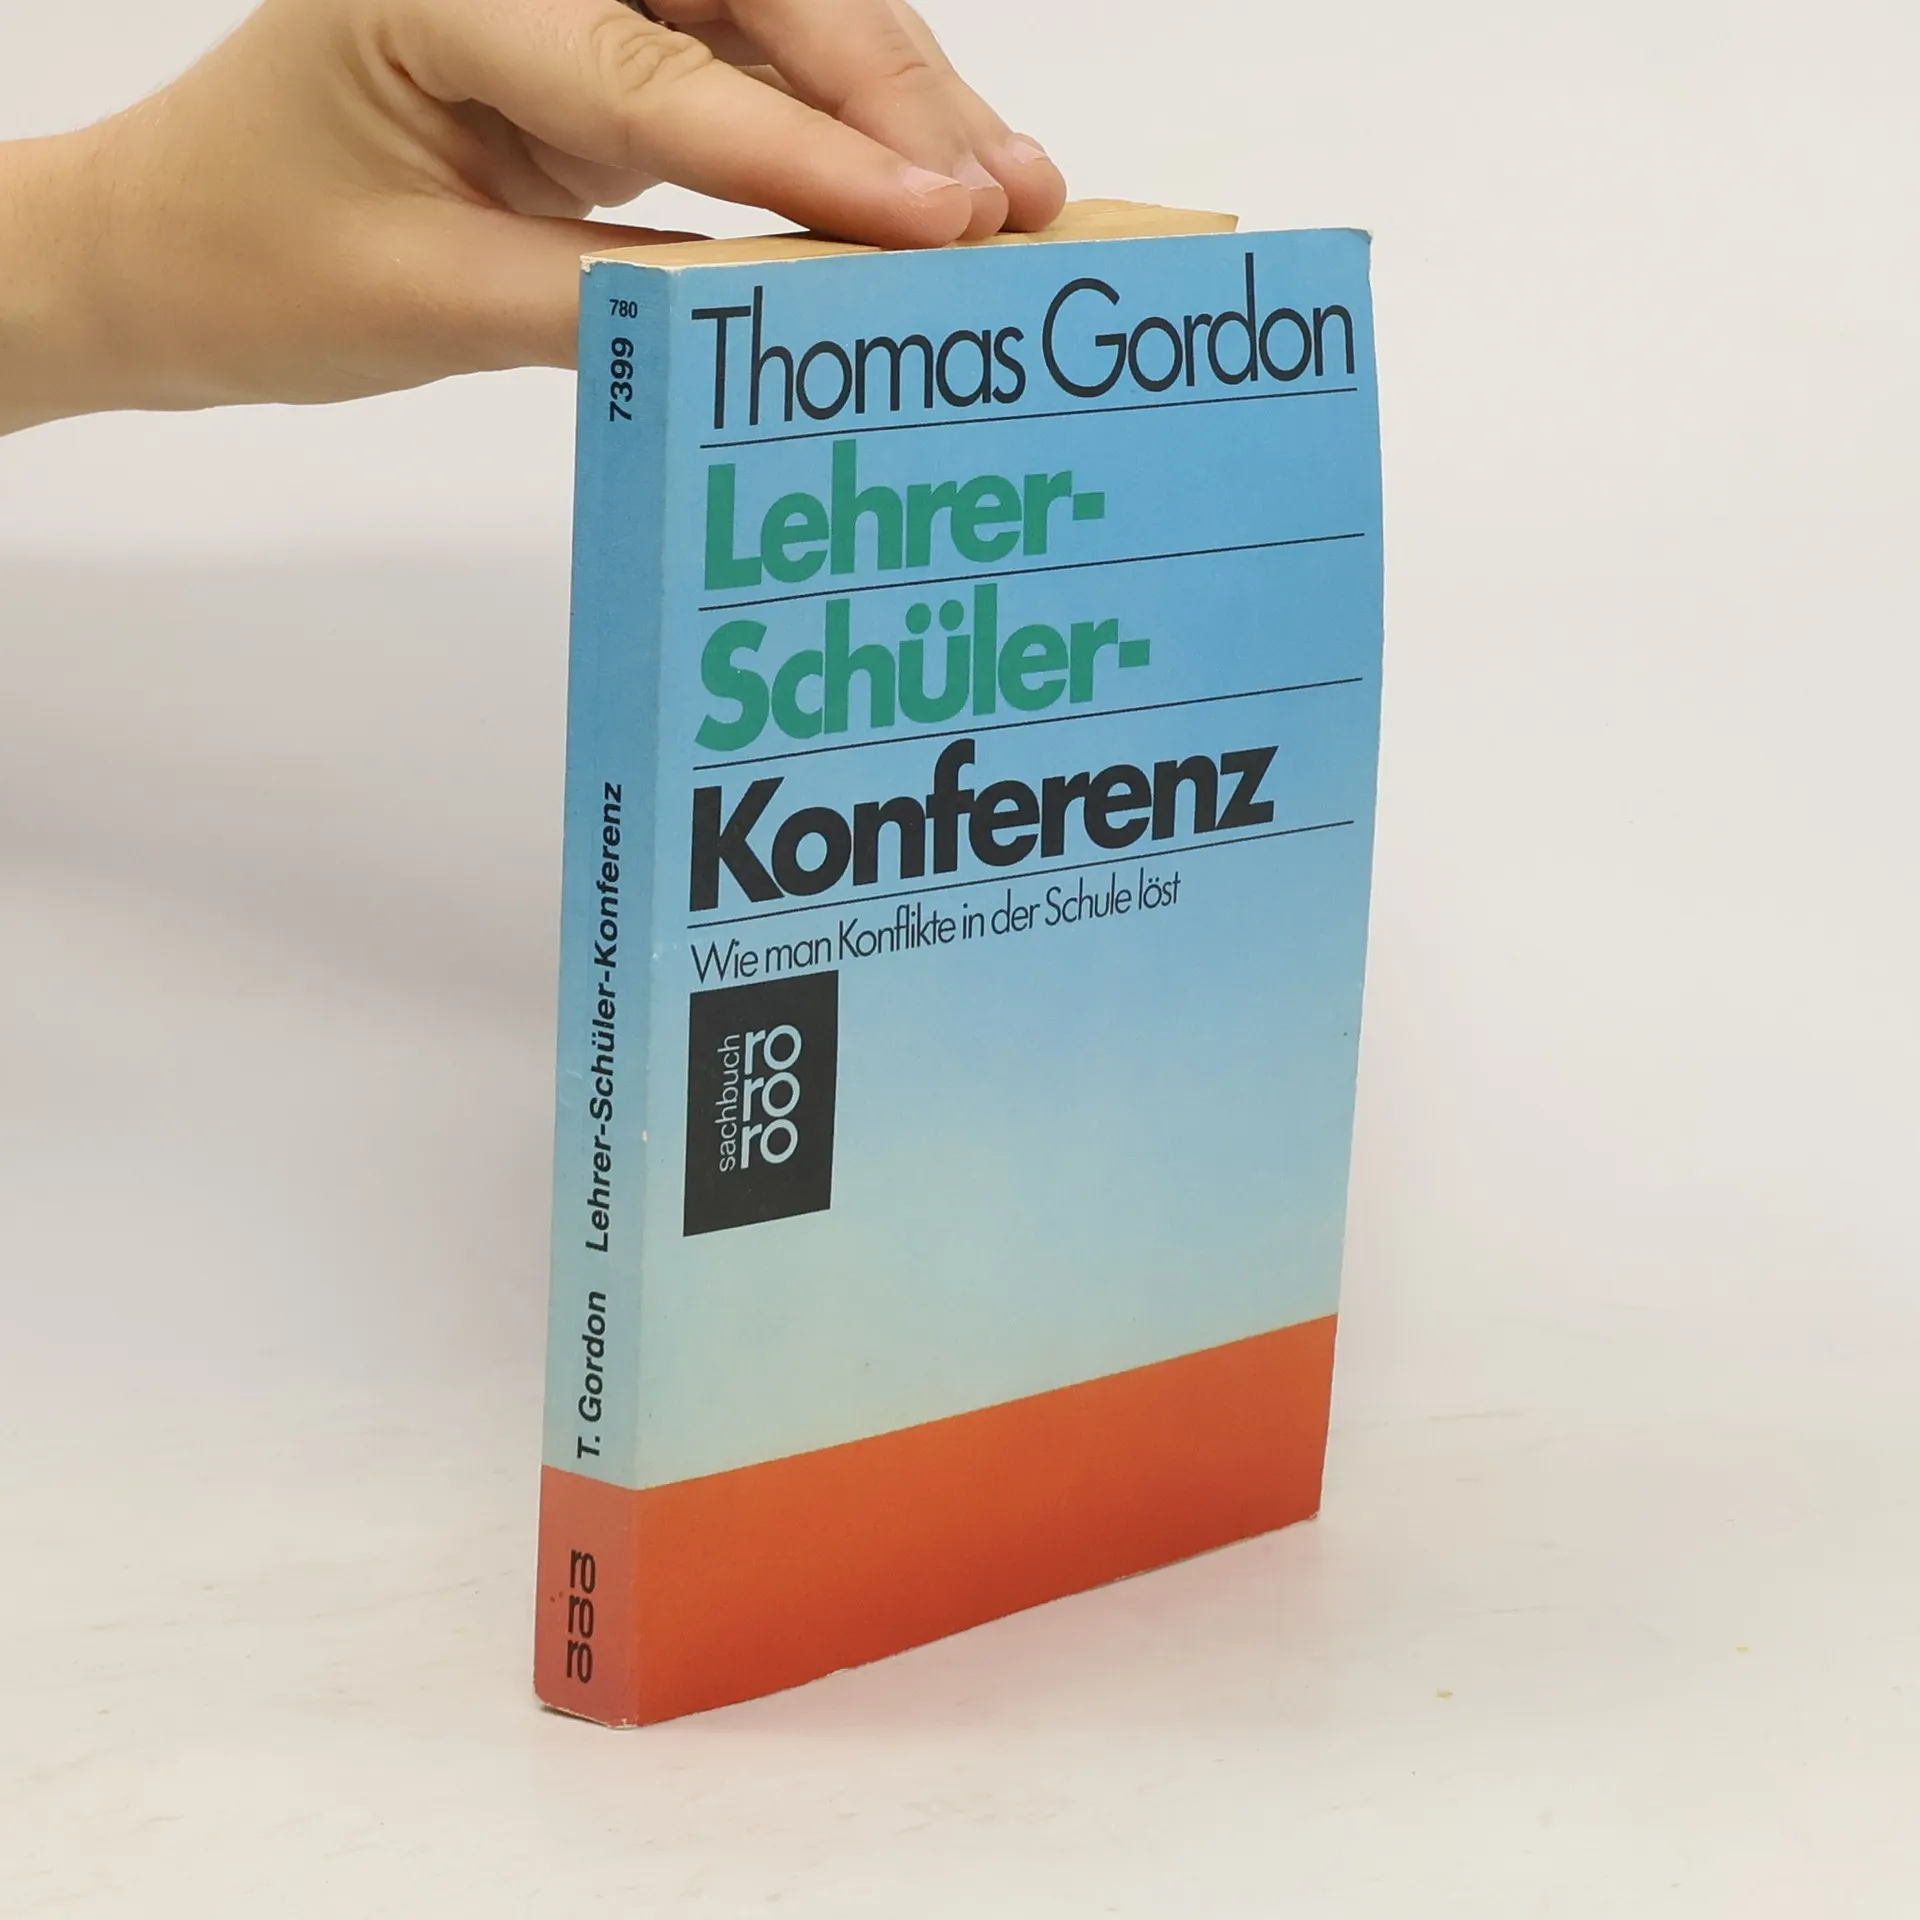 780
7399
T. Gordon Lehrer-Schüler-Konferenz
ro
ro
ro
Thomas Gordon
Lehrer-
Schüler-
Konferenz
Wie man Konflikte in der Schule löst
sachbuch
ro
ro
ro